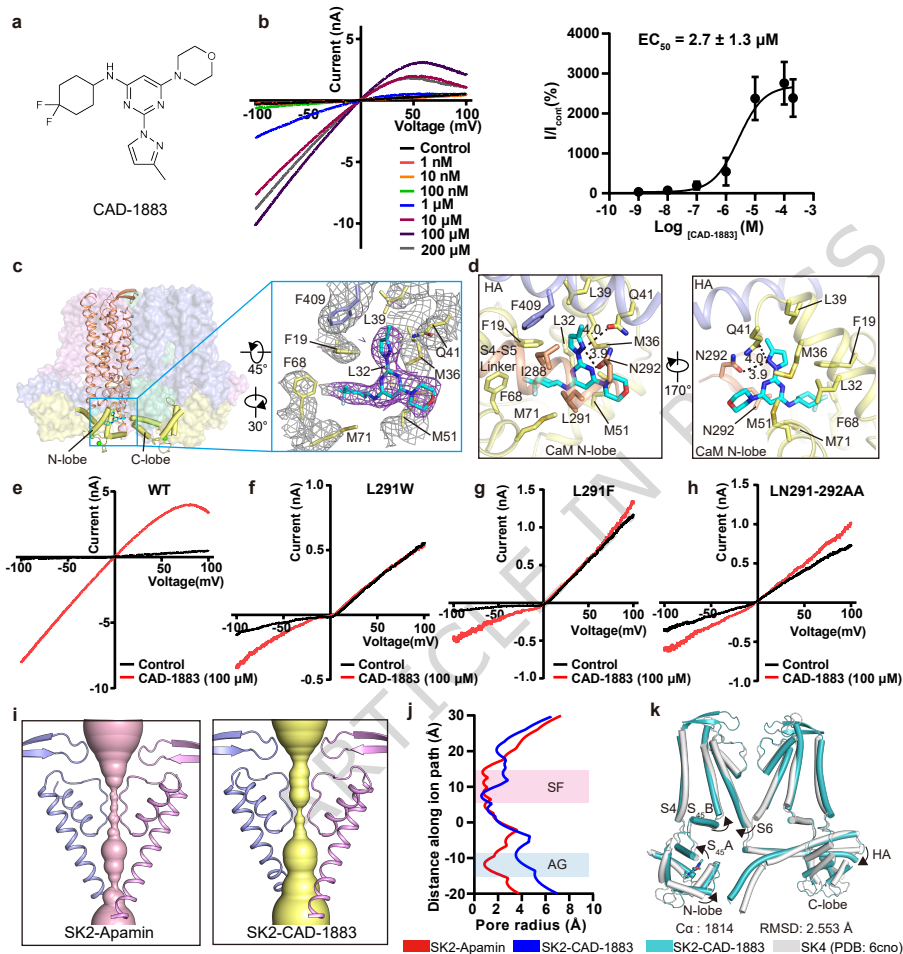 a
HN
N
O
N
N
F
F
N
N
CAD-1883
b
Current (nA)
5
-100
-50
50
100
Voltage (mV)
-5
-10
Control
1 nM
10 nM
100 nM
1 µM
10 µM
100 µM
200 µM
EC50 = 2.7 ± 1.3 µM
I/Icont(%)
4000
3000
2000
1000
0
-10 -9 -8 -7 -6 -5 -4 -3
Log [CAD-1883] (M)
c
N-lobe
C-lobe
45°
30°
F409
L39
F19
Q41
L32
F68
M36
M71
M51
d
HA
L39
Q41
F409
F19
L32
4.0
M36
S4-S5
Linker
3.9
I288
N292
F68
L291
M71
M51
CaM N-lobe
170°
HA
L39
Q41
F19
M36
N292
4.0
3.9
L32
N292
M51
F68
M71
CaM N-lobe
e
WT
Current (nA)
5
-100
-50
50
100
Voltage(mV)
-5
-10
Control
CAD-1883 (100 µM)
f
L291W
Current (nA)
0.5
-100
-50
50
100
Voltage(mV)
-0.5
Control
CAD-1883 (100 µM)
g
L291F
Current (nA)
1.5
1.0
0.5
-100
-50
50
100
Voltage(mV)
-0.5
-1.0
Control
CAD-1883 (100 µM)
h
LN291-292AA
Current (nA)
1.5
1.0
0.5
-100
-50
50
100
Voltage(mV)
-0.5
-1.0
Control
CAD-1883 (100 µM)
i
SK2-Apamin
SK2-CAD-1883
j
Distance along ion path (Å)
30
20
10
0
-10
-20
SF
AG
0 2 4 6 8 10
Pore radius (Å)
SK2-Apamin
SK2-CAD-1883
k
S4
S45B
S6
S45A
HA
N-lobe
C-lobe
Cα : 1814
RMSD: 2.553 Å
SK2-CAD-1883
SK4 (PDB: 6cno)
ARTICLE IN PRESS